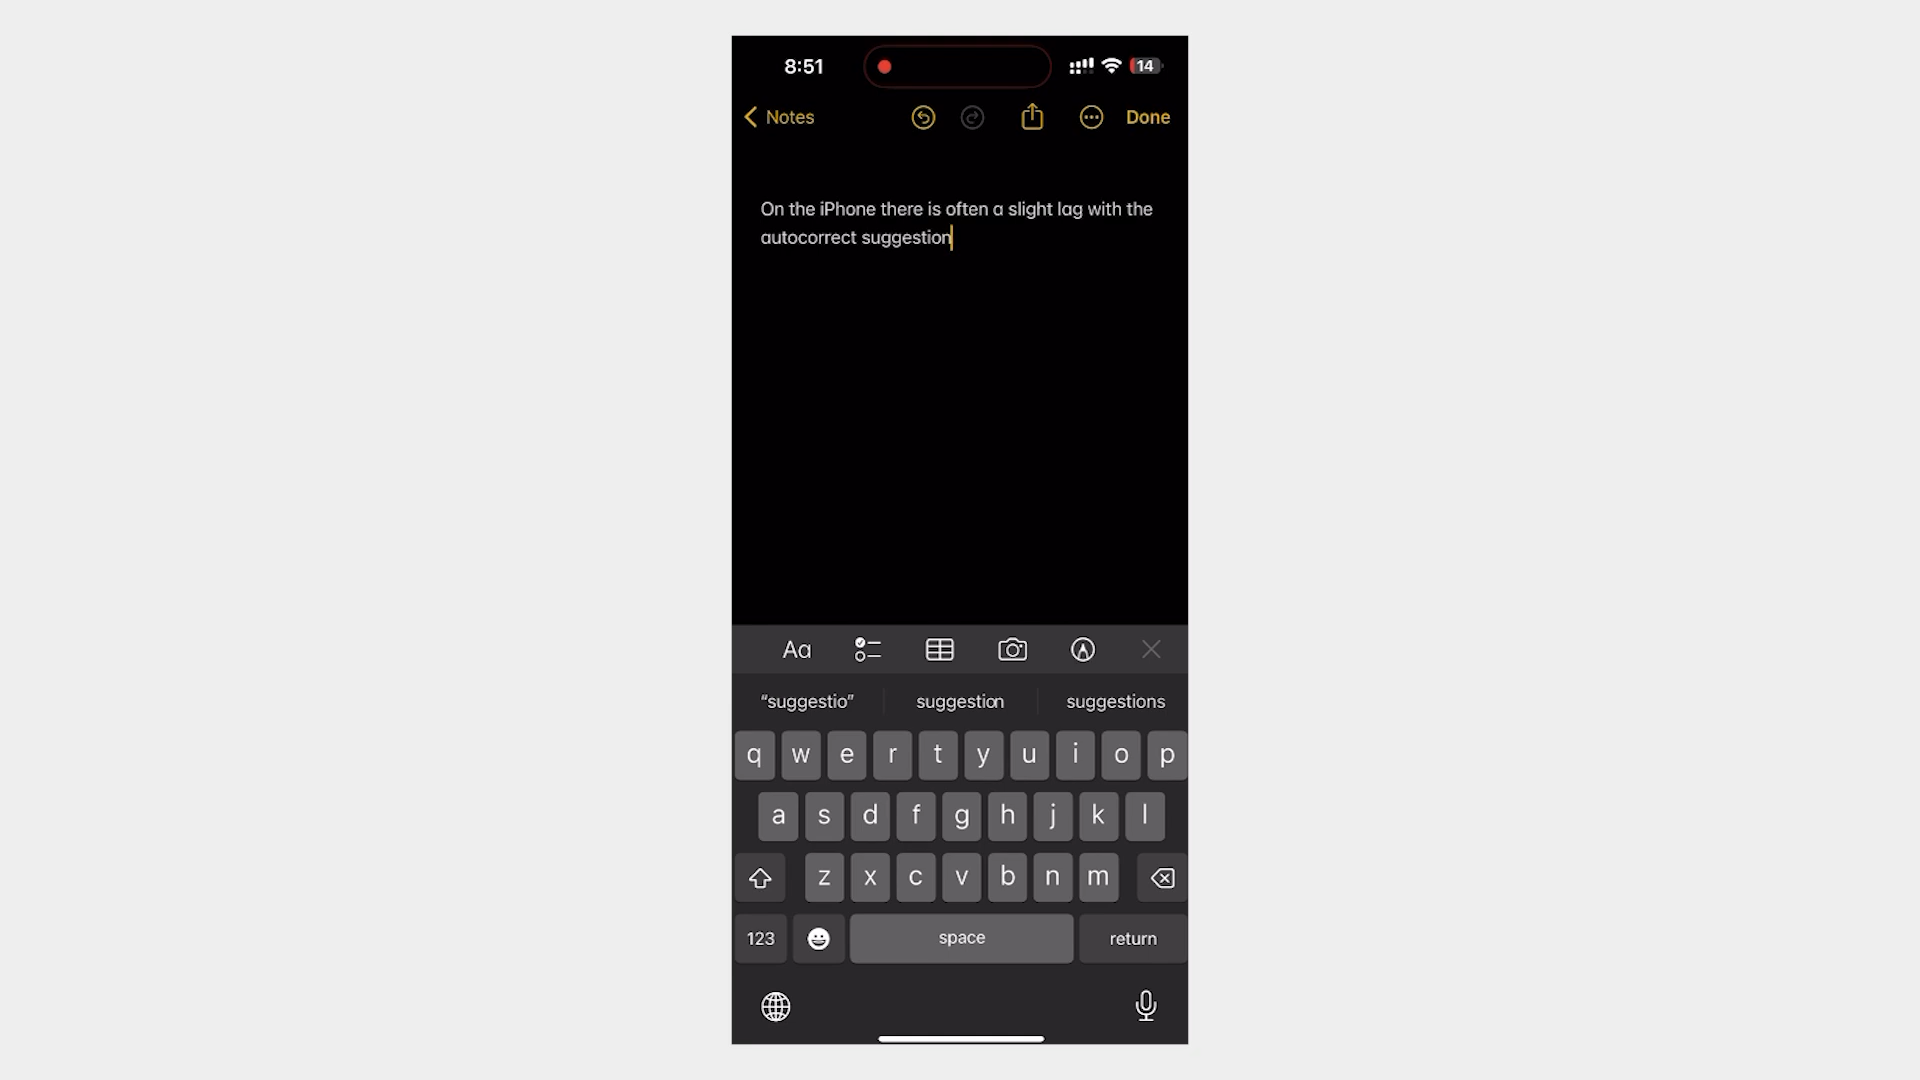 8:51
14
Notes
Done
On the iPhone there is often a slight lag with the
autocorrect suggestion
Aa
“suggestio” suggestion suggestions
q w e r t y u i o p
a s d f g h j k l
z x c v b n m
123 space return